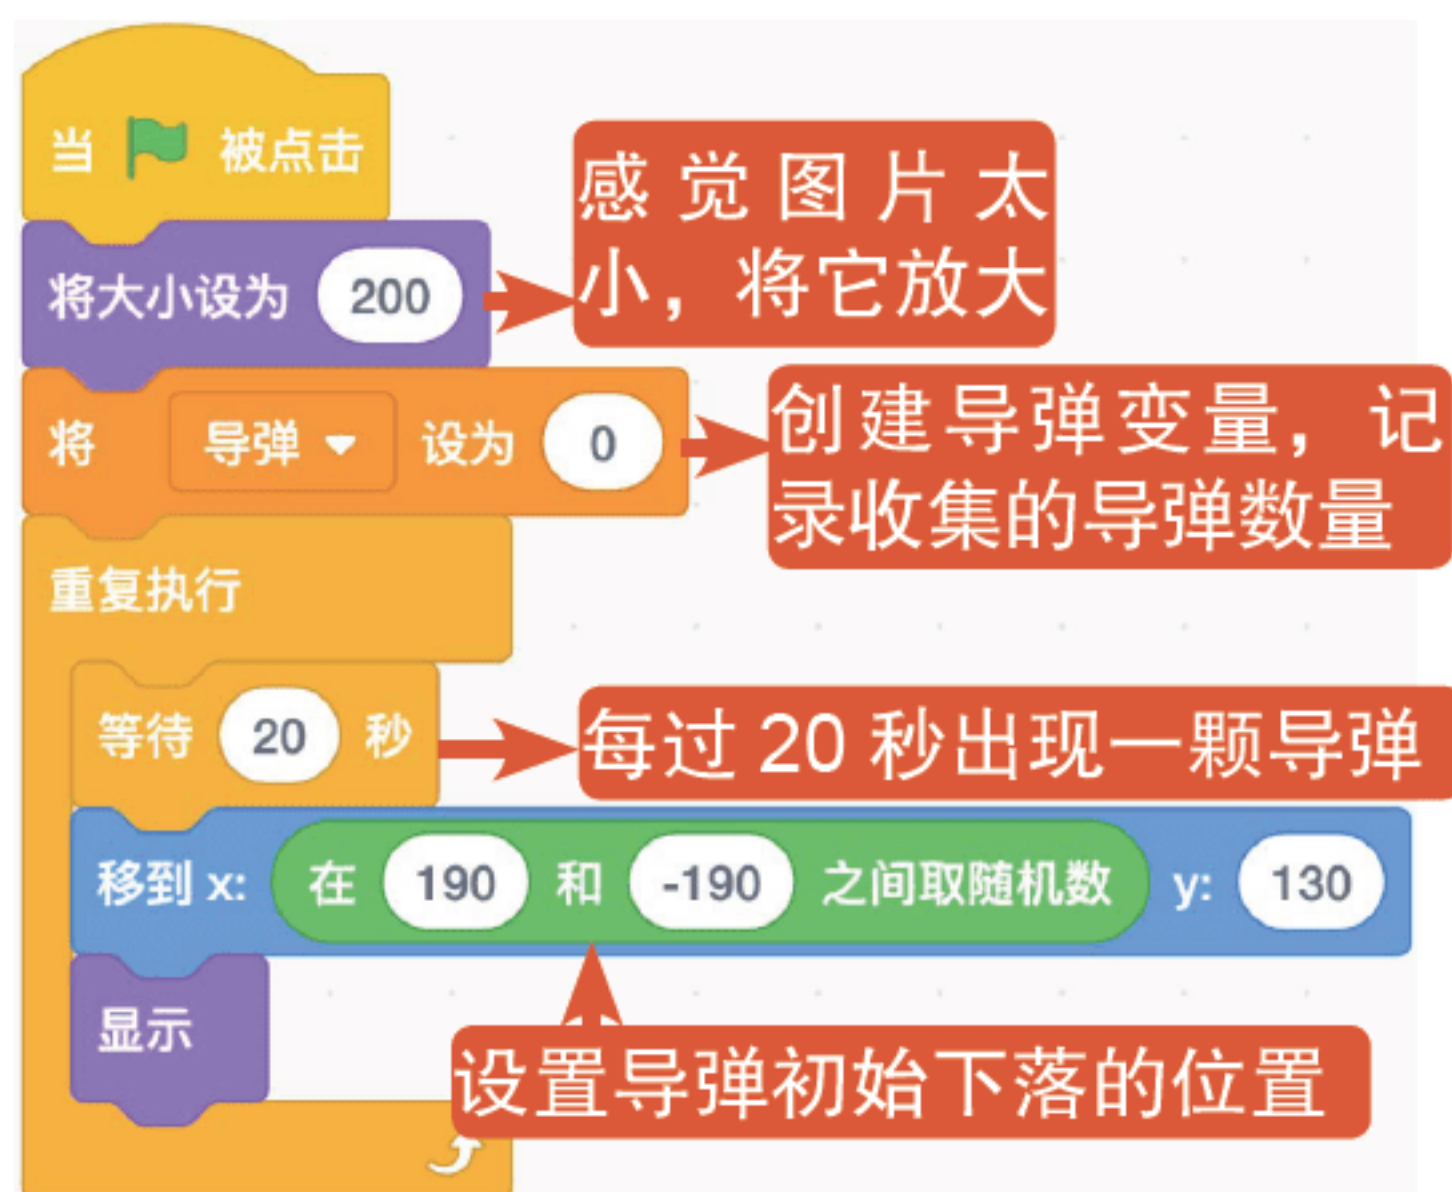 当 被点击
感觉图片太
小，将它放大
将大小设为 200
将 导弹 设为 0
创建导弹变量，记
录收集的导弹数量
重复执行
等待 20 秒
每过 20 秒出现一颗导弹
移到 x: 在 190 和 -190 之间取随机数 y: 130
显示
设置导弹初始下落的位置